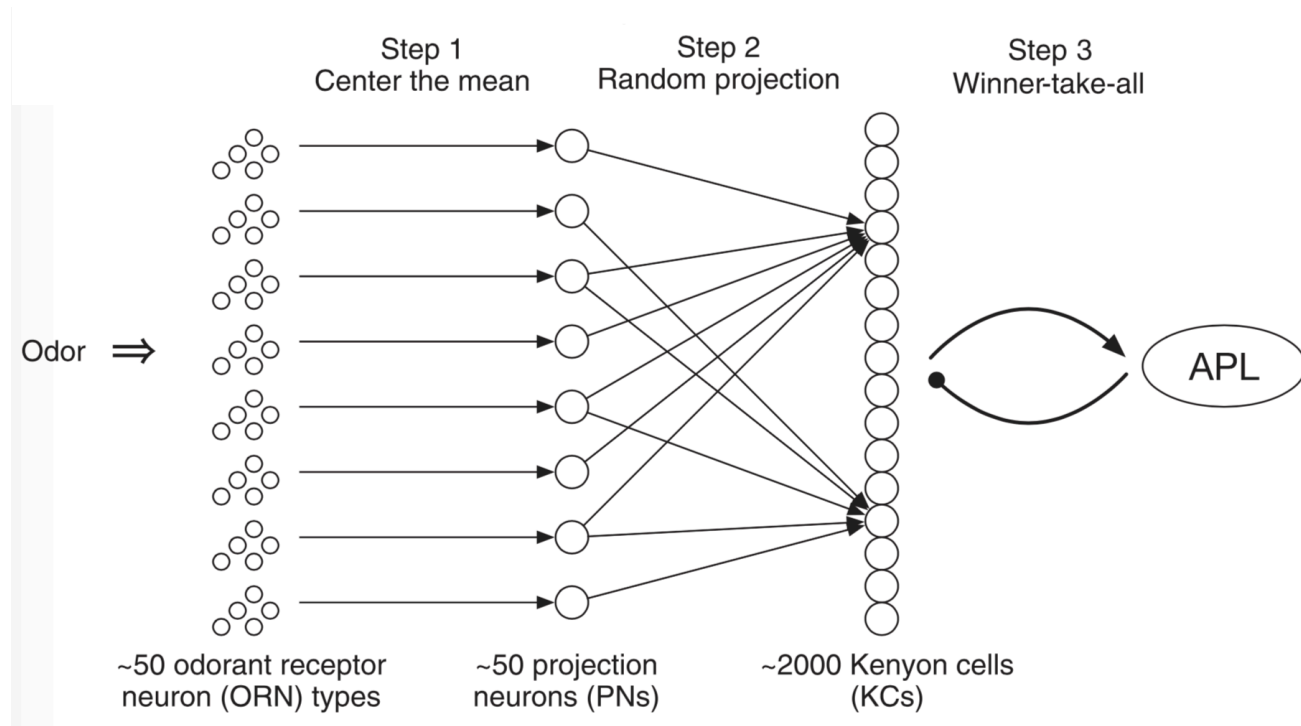 Step 1
Center the mean
Step 2
Random projection
Step 3
Winner-take-all
Odor ⇒
APL
~50 odorant receptor
neuron (ORN) types
~50 projection
neurons (PNs)
~2000 Kenyon cells
(KCs)